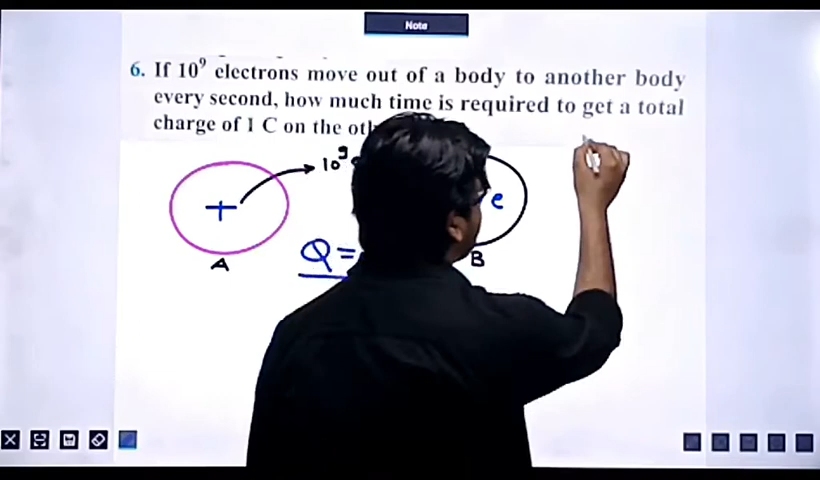 Note
6. If 10⁹ electrons move out of a body to another body
every second, how much time is required to get a total
charge of 1 C on the
+ 10⁹ e
A Q= B